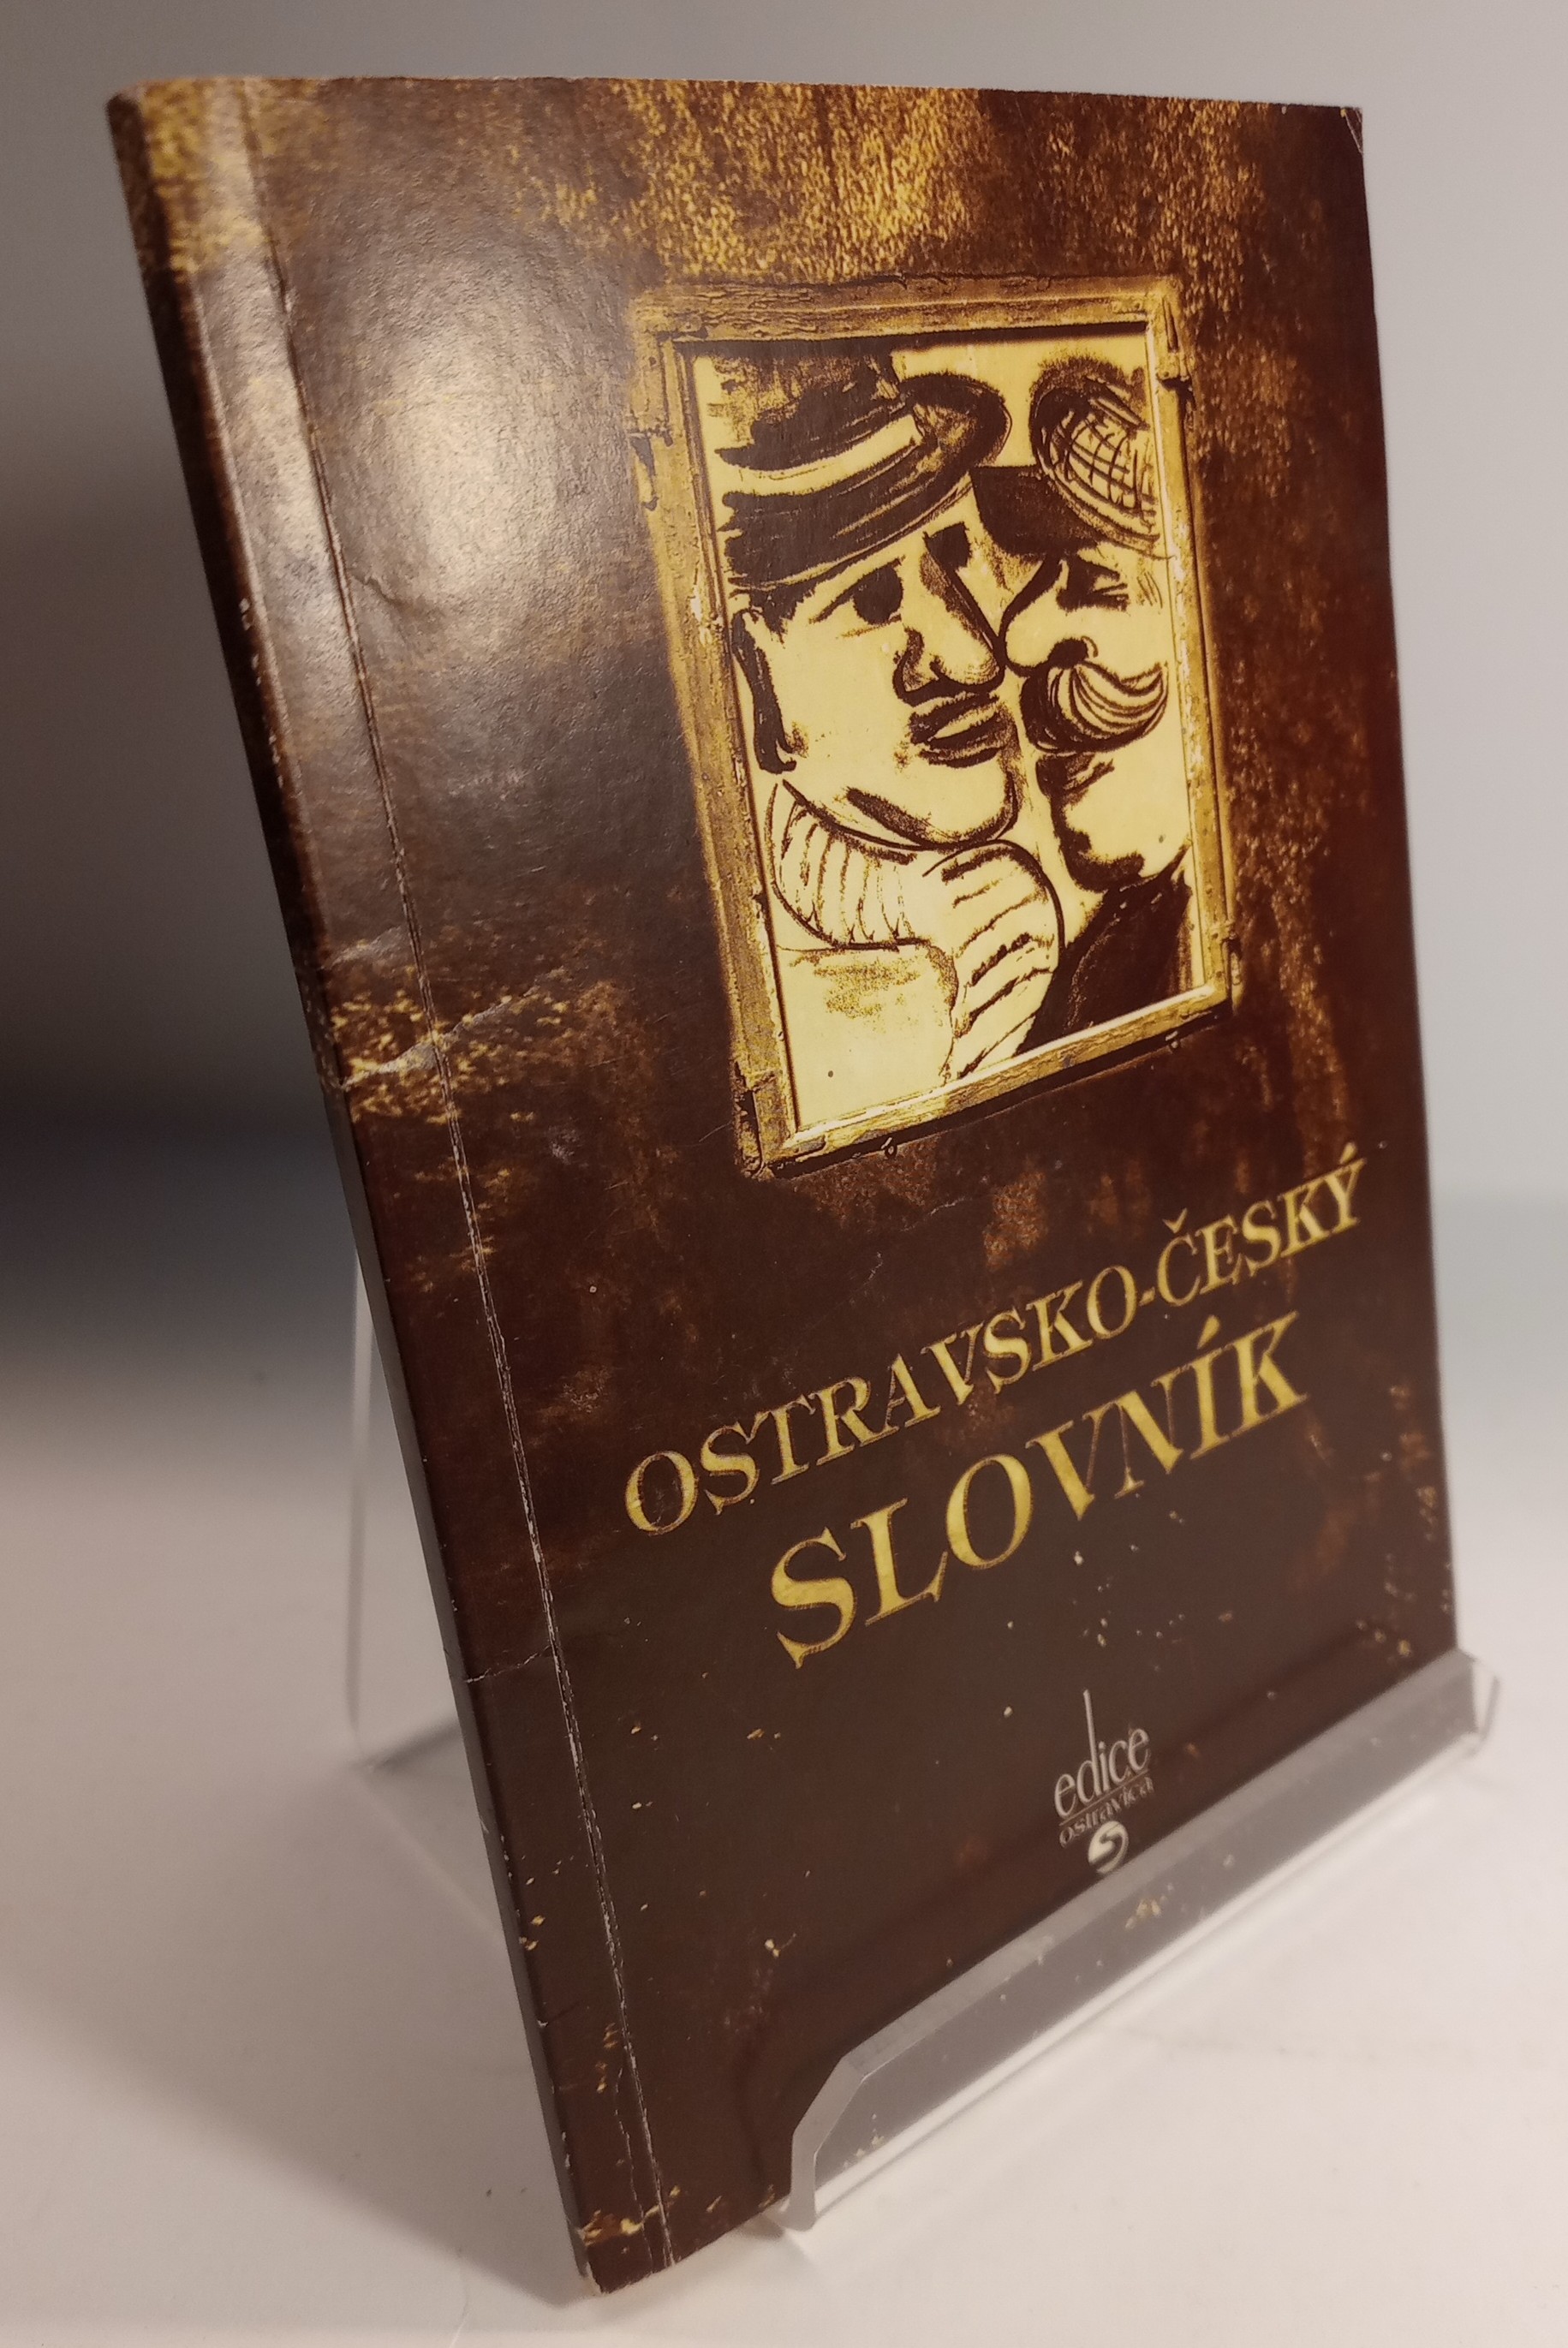 OSTRAVSKO-ČESKÝ
SLOVNÍK
edice
ostravica